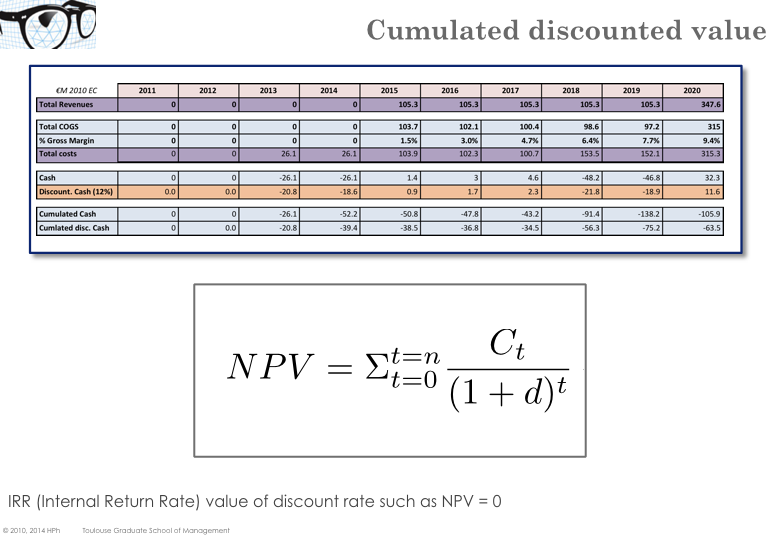 Cumulated discounted value
€M 2010 EC 2011 2012 2013 2014 2015 2016 2017 2018 2019 2020
Total Revenues 0 0 0 0 105.3 105.3 105.3 105.3 105.3 347.6
Total COGS 0 0 0 0 103.7 102.1 100.4 98.6 97.2 315
% Gross Margin 0 0 0 0 1.5% 3.0% 4.7% 6.4% 7.7% 9.4%
Total costs 0 0 26.1 26.1 103.9 102.3 100.7 153.5 152.1 315.3
Cash 0 0 -26.1 -26.1 1.4 3 4.6 -48.2 -46.8 32.3
Discount. Cash (12%) 0.0 0.0 -20.8 -18.6 0.9 1.7 2.3 -21.8 -18.9 11.6
Cumulated Cash 0 0 -26.1 -52.2 -50.8 -47.8 -43.2 -91.4 -138.2 -105.9
Cumlated disc. Cash 0 0.0 -20.8 -39.4 -38.5 -36.8 -34.5 -56.3 -75.2 -63.5
NPV = Σ_{t=0}^{t=n} C_t / (1 + d)^t
IRR (Internal Return Rate) value of discount rate such as NPV = 0
© 2010, 2014 HPh Toulouse Graduate School of Management